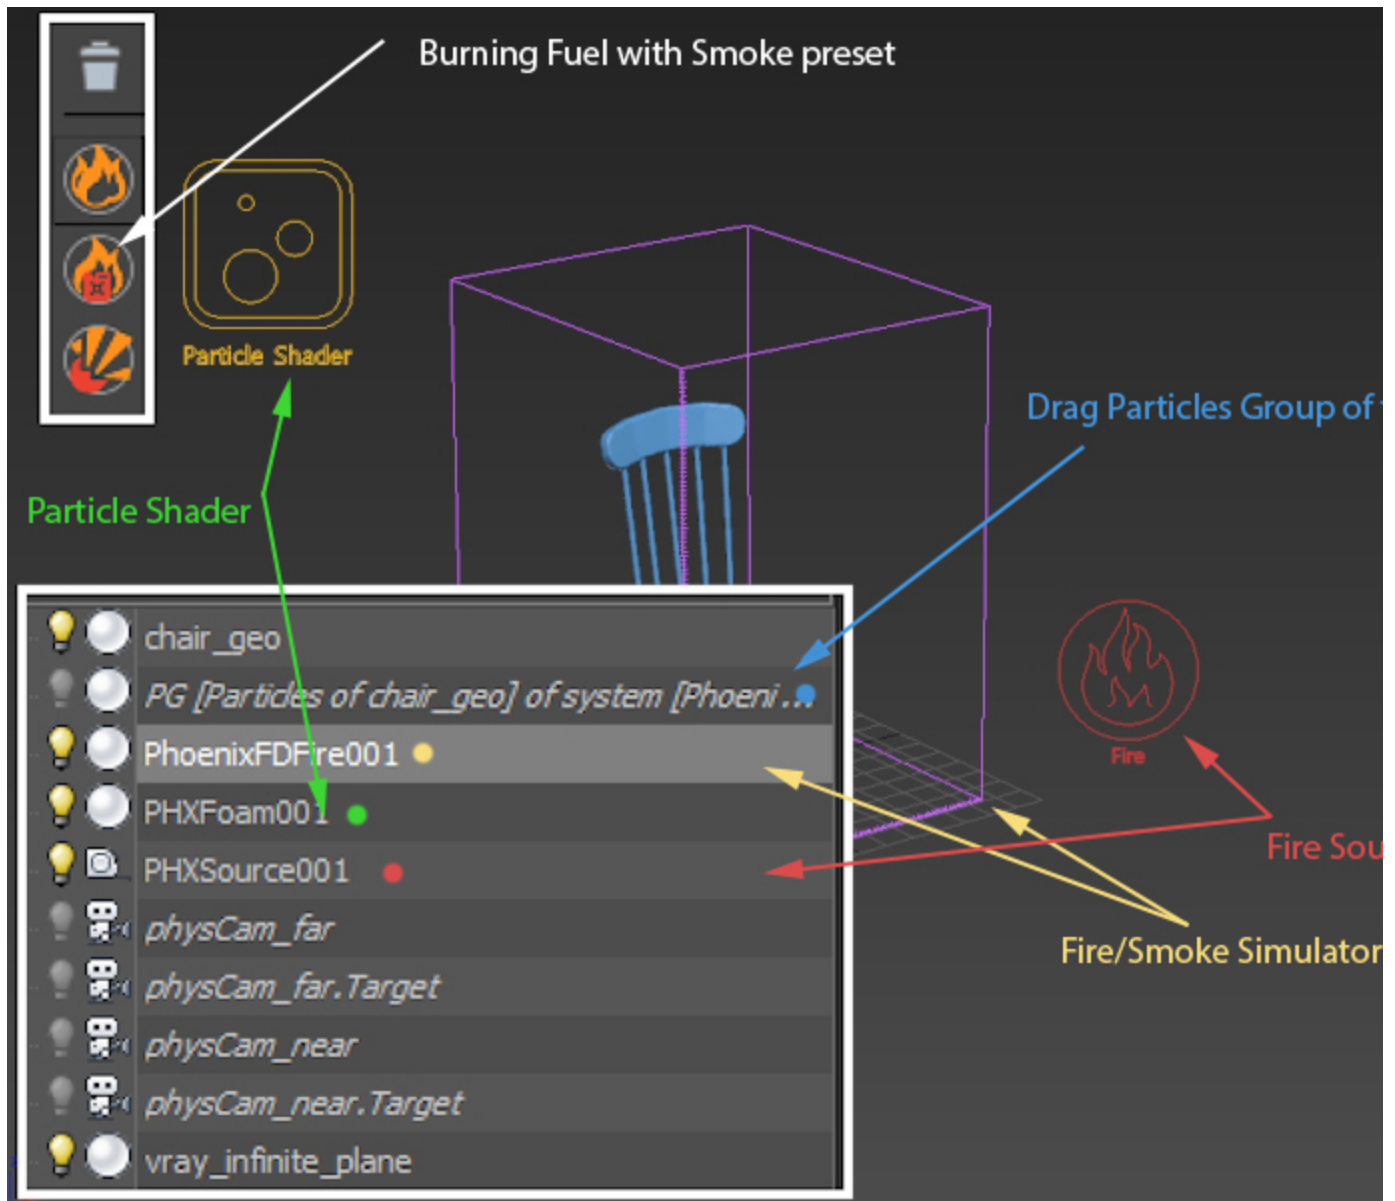 Burning Fuel with Smoke preset
Particle Shader
Drag Particles Group of
Particle Shader
chair_geo
PG [Particles of chair_geo] of system [Phoeni...
PhoenixFDFire001
Fire
PHXFoam001
Fire Sou
PHXSource001
physCam_far
Fire/Smoke Simulator
physCam_far.Target
physCam_near
physCam_near.Target
vray_infinite_plane